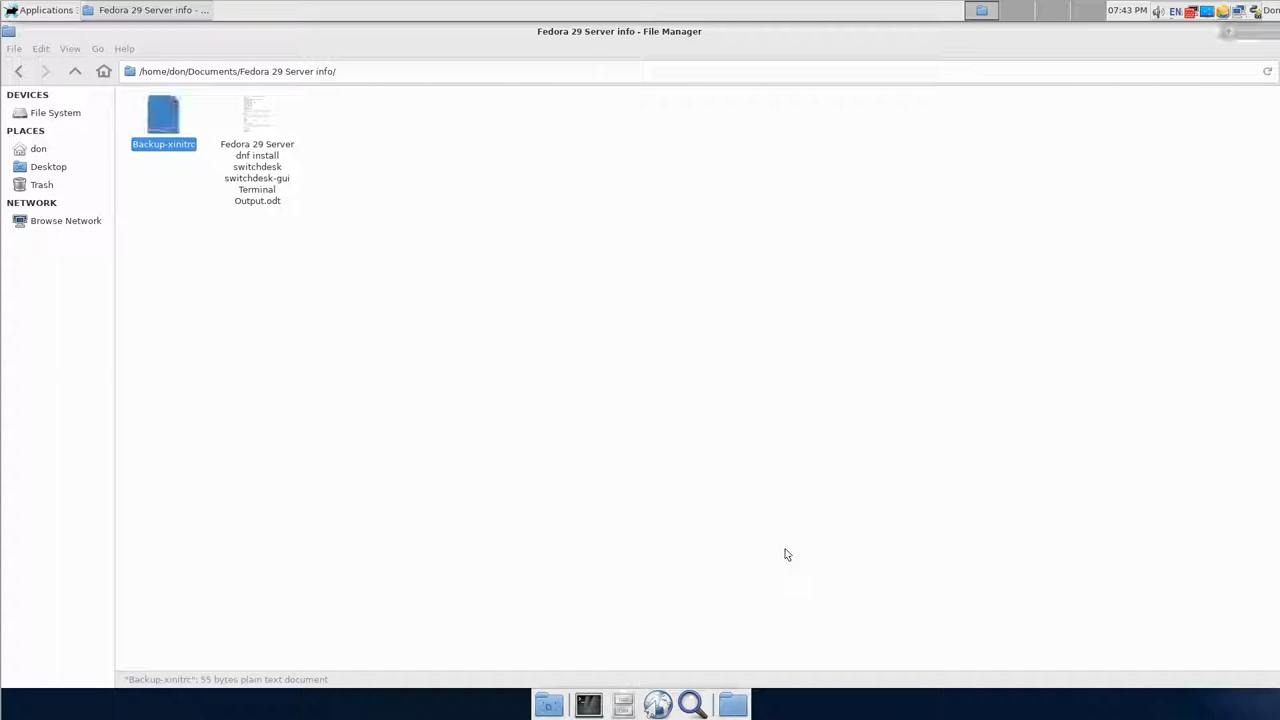 Applications
Fedora 29 Server info - ...
07:43 PM
EN
Don
Fedora 29 Server info - File Manager
File Edit View Go Help
/home/don/Documents/Fedora 29 Server info/
DEVICES
File System
PLACES
don
Desktop
Trash
NETWORK
Browse Network
Backup-xinitrc
Fedora 29 Server
dnf install
switchdesk
switchdesk-gui
Terminal
Output.odt
"Backup-xinitrc": 55 bytes plain text document